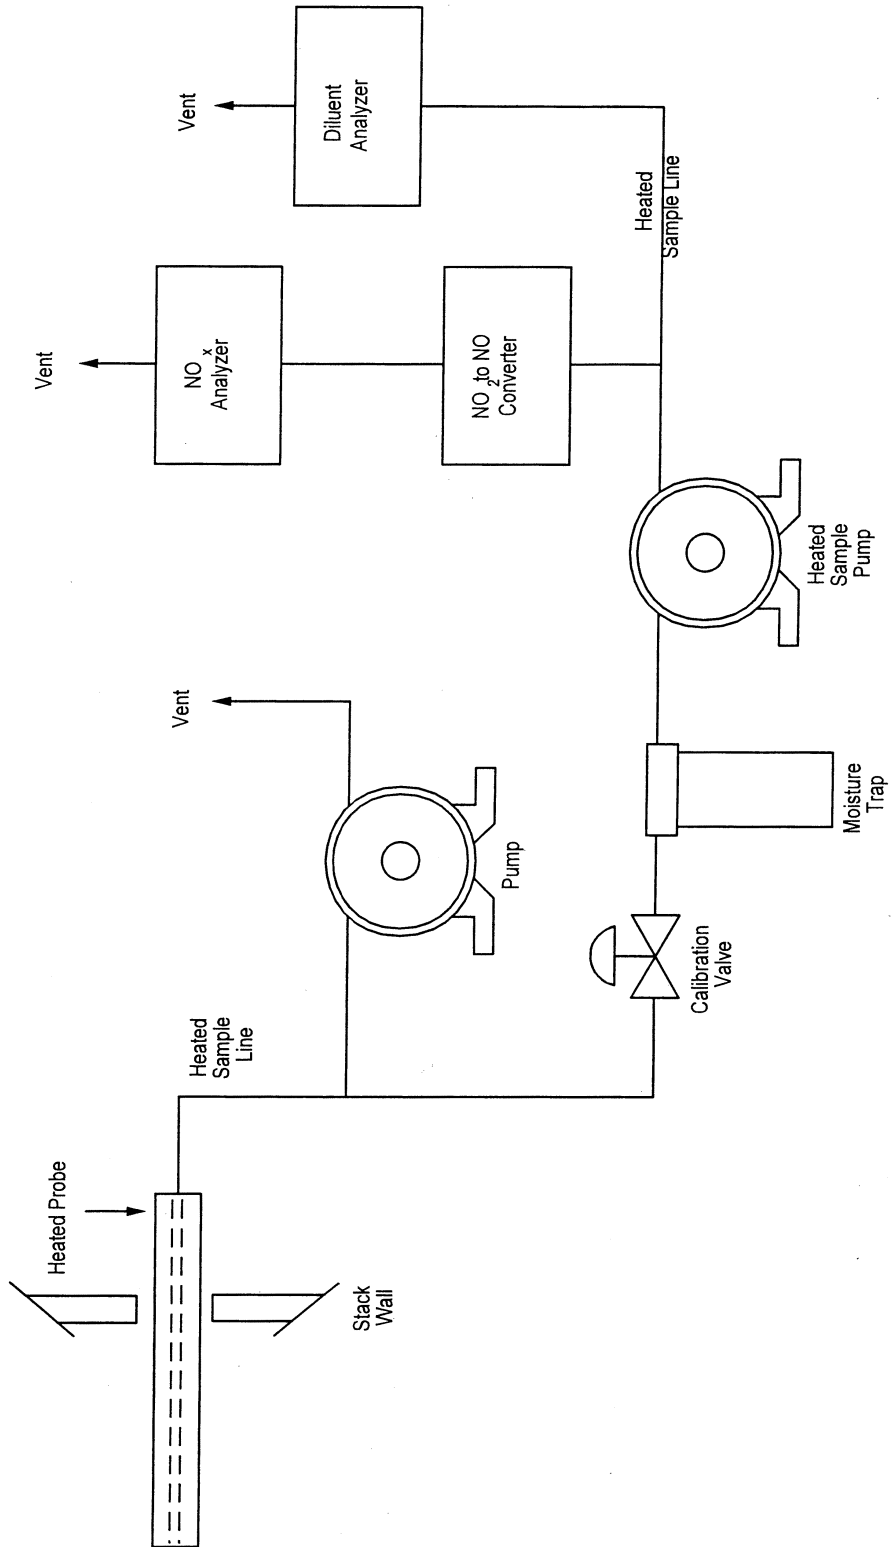 Heated Probe
Stack
Wall
Heated
Sample
Line
Pump
Vent
Calibration
Valve
Moisture
Trap
Heated
Sample
Pump
Heated
Sample Line
NO2 to NO
Converter
NOx
Analyzer
Vent
Diluent
Analyzer
Vent